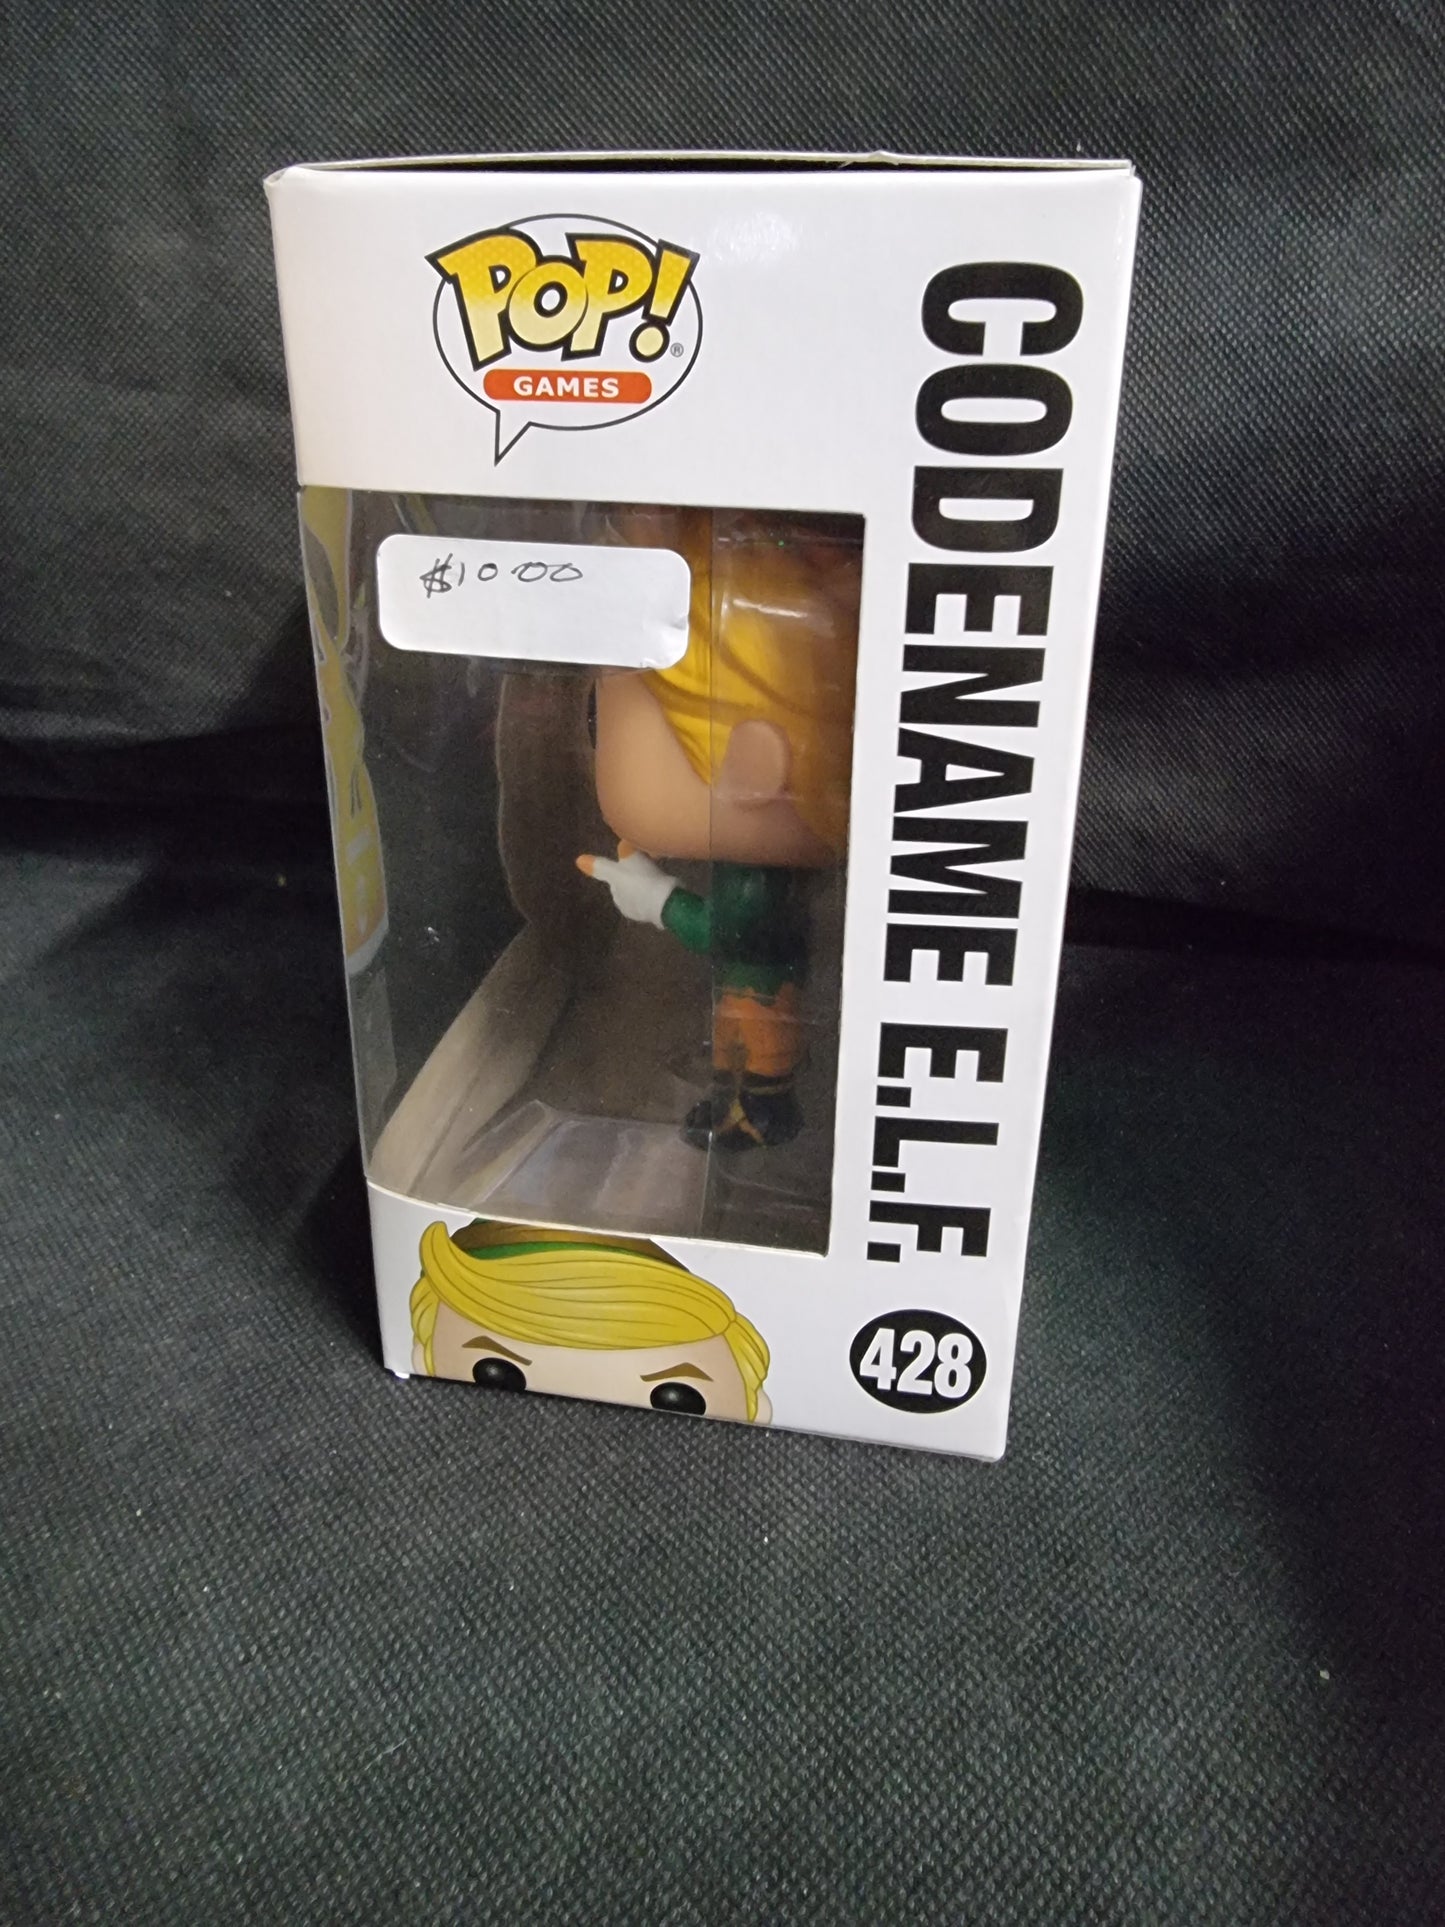 POP!®
GAMES
$10 00
CODENAME E.L.F.
428